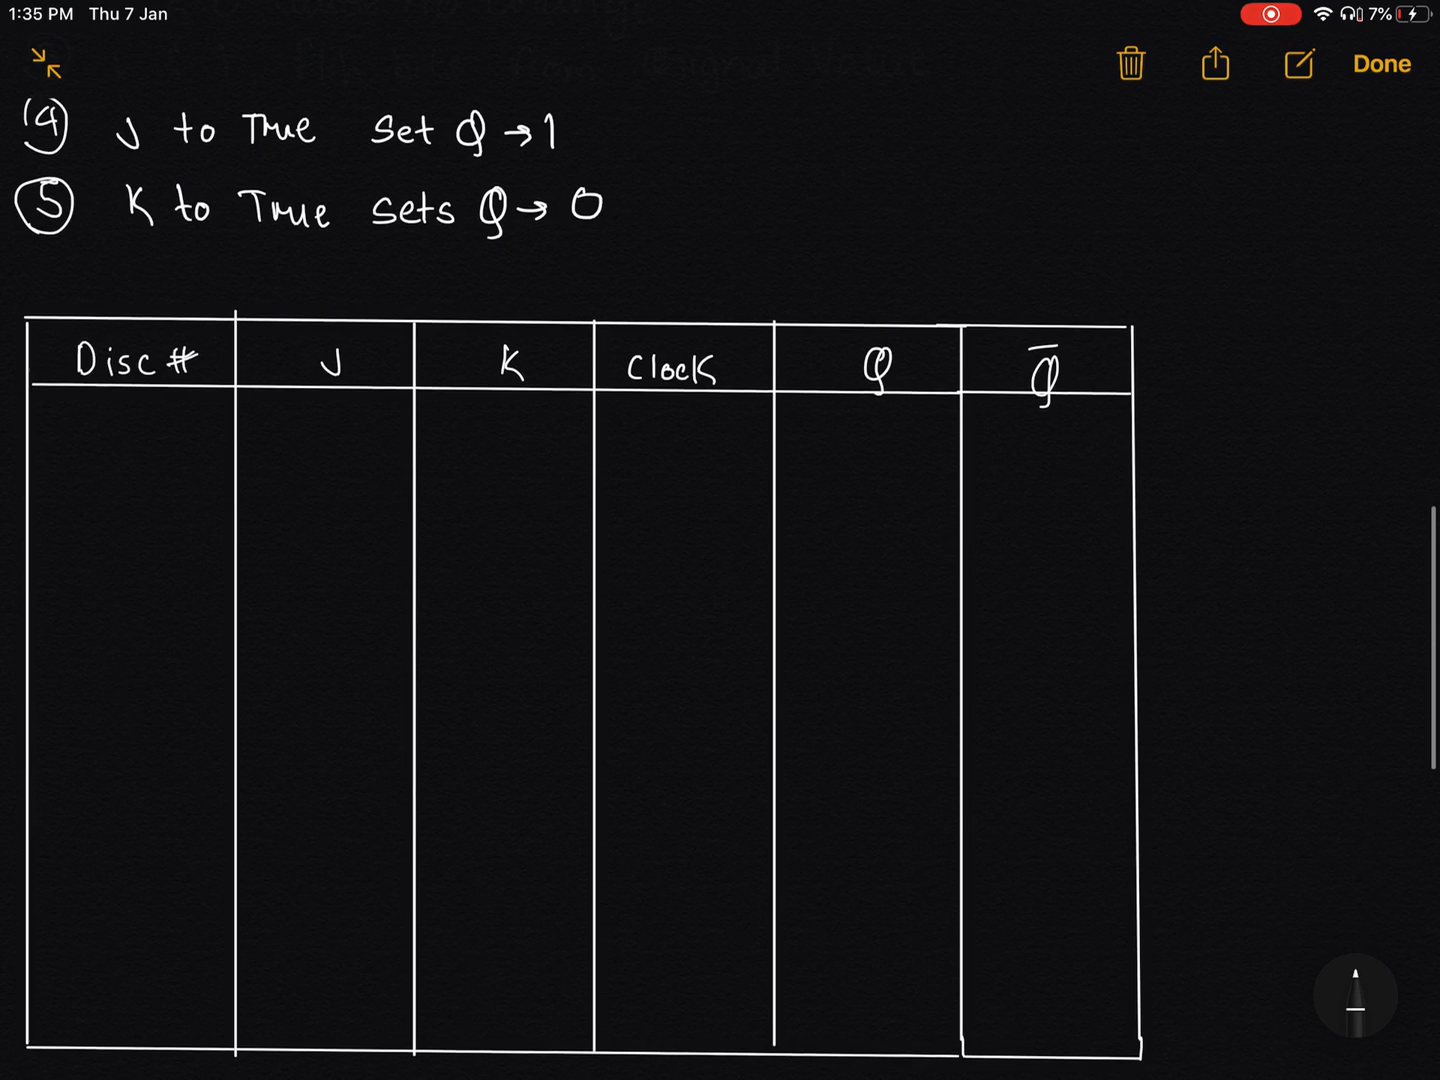 1:35 PM Thu 7 Jan 7%
Done
(4) J to True Set Q → 1
(5) K to True sets Q → 0
Disc # J K Clock Q Q̅